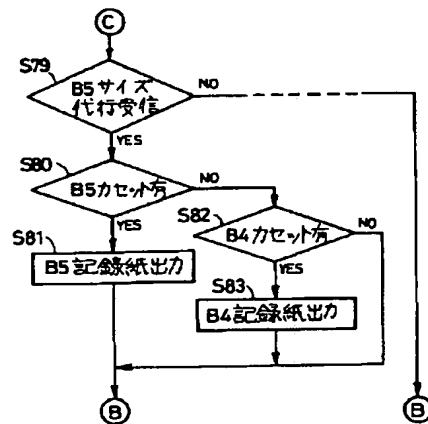 C
S79
B5サイズ
代行受信
NO
YES
S80
B5カセット有
NO
YES
S82
B4カセット有
NO
YES
S81
B5記録紙出力
S83
B4記録紙出力
B
B